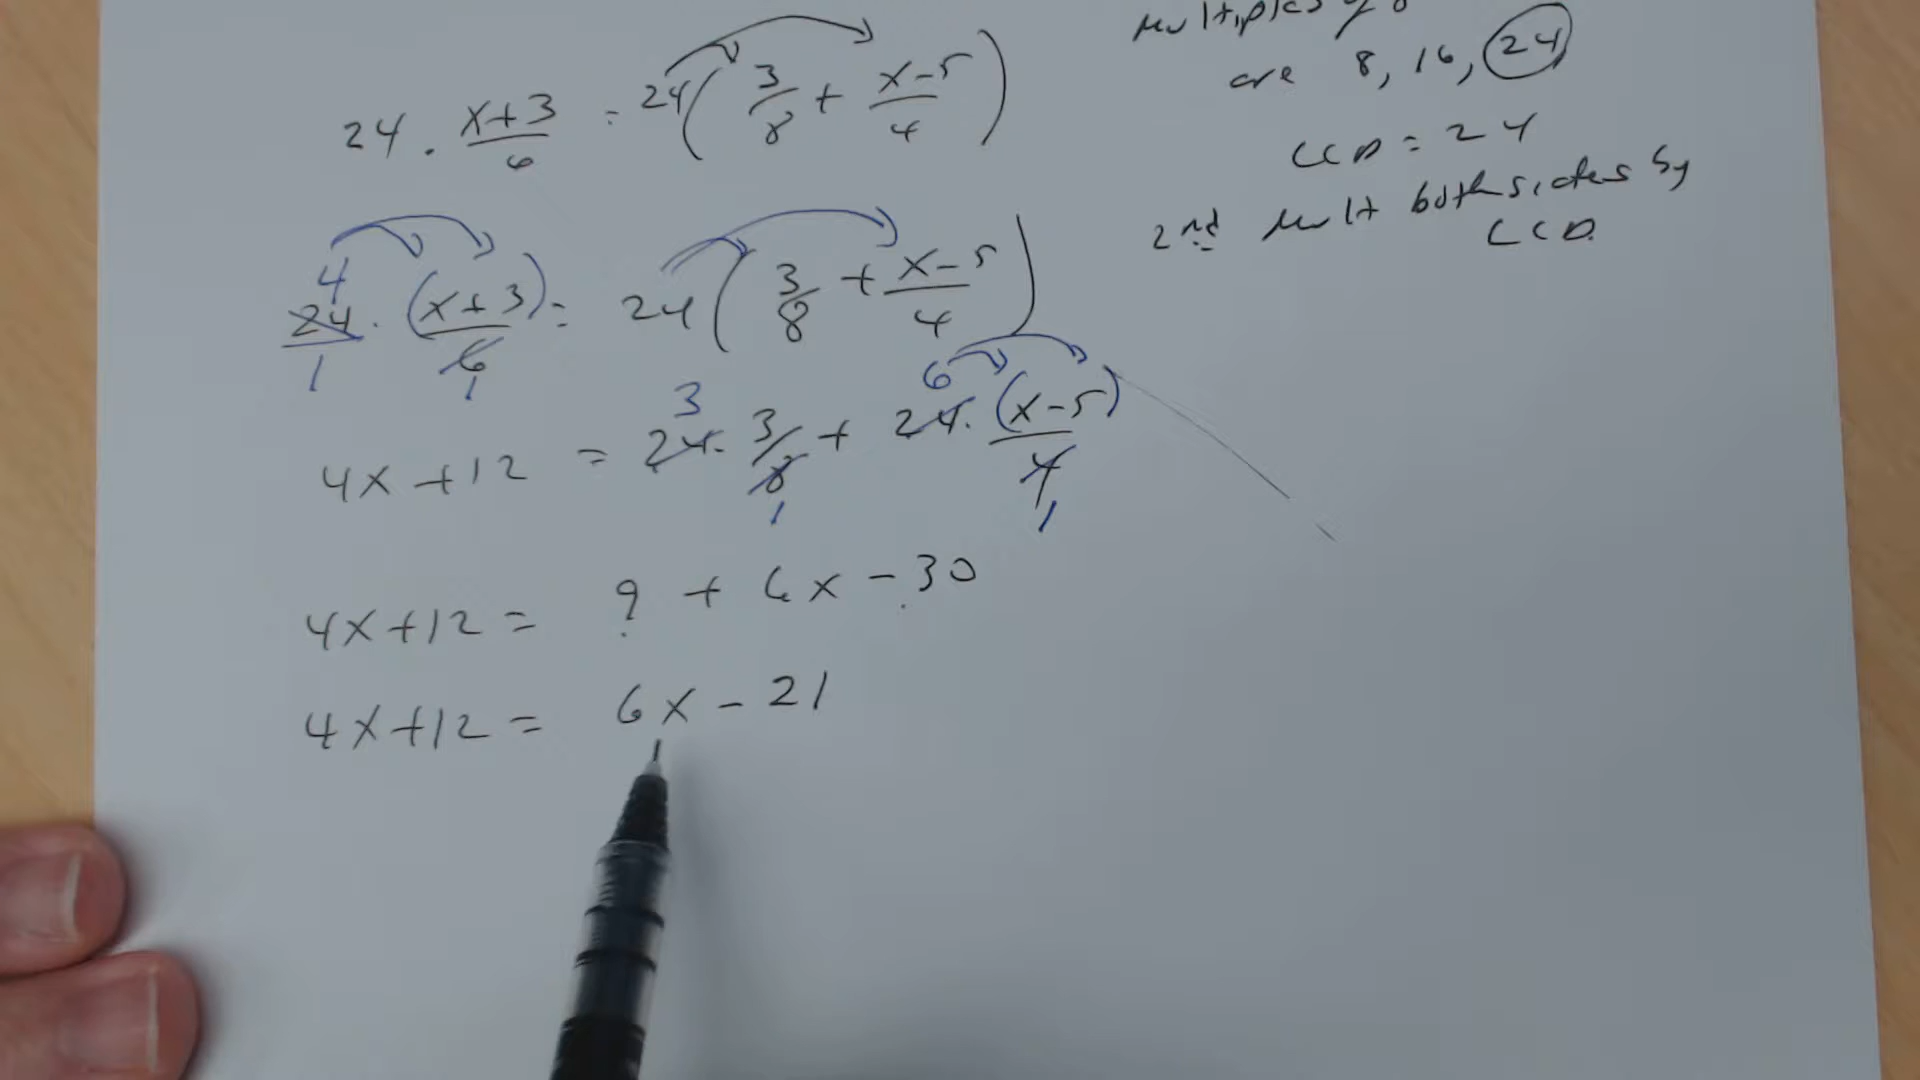 Multiples of 8
are 8, 16, 24
LCD = 24
2nd Mult both sides by
LCD.
24 · (x+3)/6 = 24(3/8 + (x-5)/4)
4
24/1 · (x+3)/6 = 24(3/8 + (x-5)/4)
1
3 6
4x+12 = 24·3/8 + 24·(x-5)/4
1 1
4x+12 = 9 + 6x - 30
4x+12 = 6x - 21